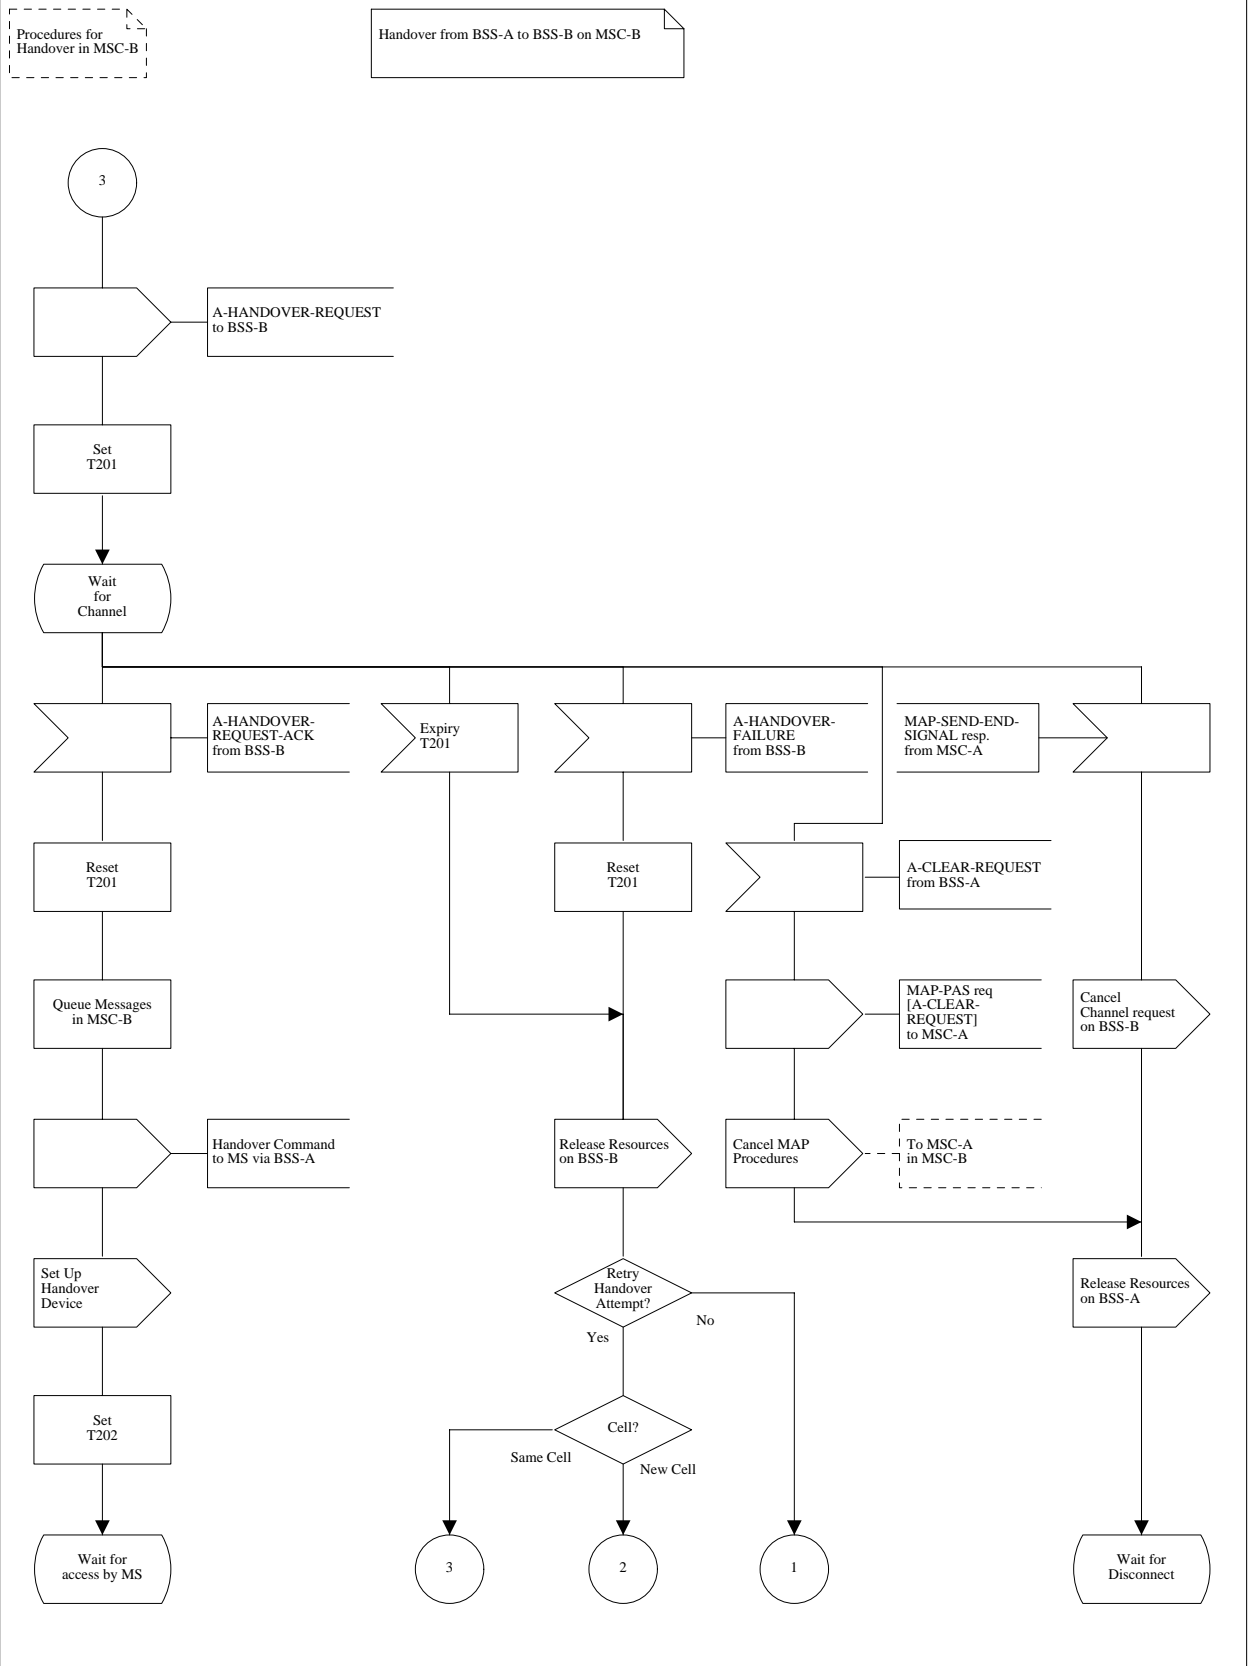 Procedures for
Handover in MSC-B
Handover from BSS-A to BSS-B on MSC-B
3
A-HANDOVER-REQUEST
to BSS-B
Set
T201
Wait
for
Channel
A-HANDOVER-
REQUEST-ACK
from BSS-B
Expiry
T201
A-HANDOVER-
FAILURE
from BSS-B
MAP-SEND-END-
SIGNAL resp.
from MSC-A
Reset
T201
Reset
T201
A-CLEAR-REQUEST
from BSS-A
Queue Messages
in MSC-B
MAP-PAS req
[A-CLEAR-
REQUEST]
to MSC-A
Cancel
Channel request
on BSS-B
Handover Command
to MS via BSS-A
Release Resources
on BSS-B
Cancel MAP
Procedures
To MSC-A
in MSC-B
Set Up
Handover
Device
Retry
Handover
Attempt?
Release Resources
on BSS-A
No
Yes
Set
T202
Cell?
Same Cell
New Cell
Wait for
access by MS
3
2
1
Wait for
Disconnect